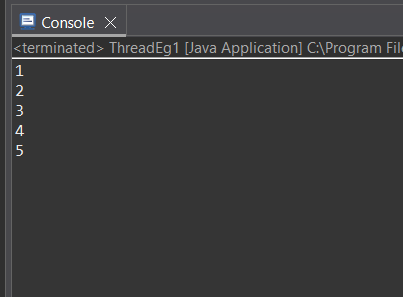 Console
<terminated> ThreadEg1 [Java Application] C:\Program File
1
2
3
4
5